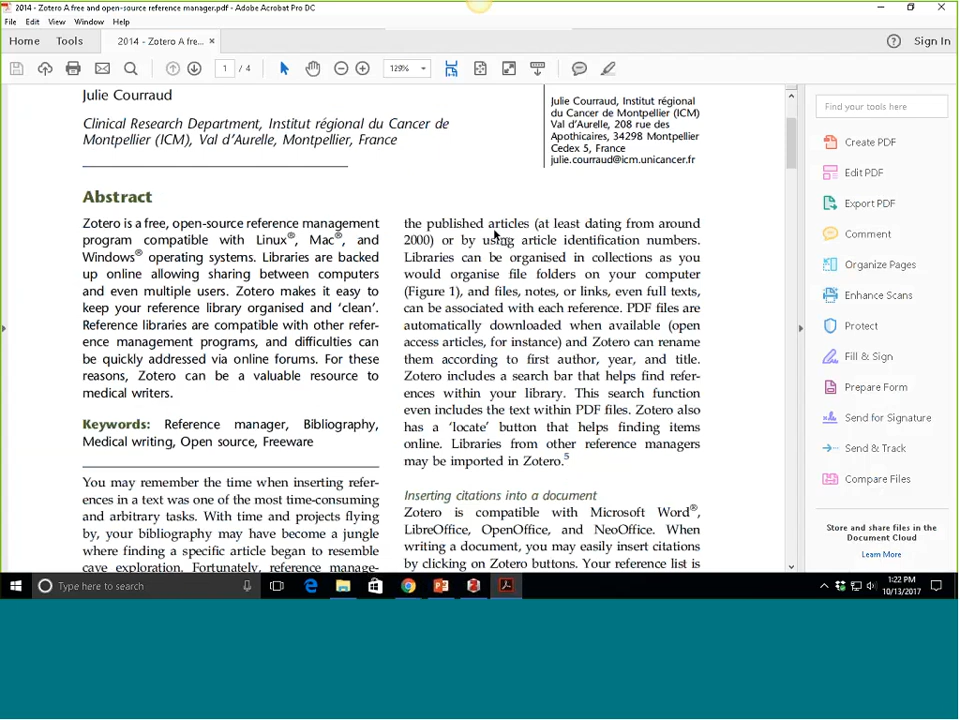 2014 - Zotero A free and open-source reference manager.pdf - Adobe Acrobat Pro DC
File Edit View Window Help
Home Tools 2014 - Zotero A fre... × Sign In
1 / 4 129%
Julie Courraud
Clinical Research Department, Institut régional du Cancer de
Montpellier (ICM), Val d'Aurelle, Montpellier, France
Julie Courraud, Institut régional
du Cancer de Montpellier (ICM)
Val d'Aurelle, 208 rue des
Apothicaires, 34298 Montpellier
Cedex 5, France
julie.courraud@icm.unicancer.fr
Abstract
Zotero is a free, open-source reference management
program compatible with Linux®, Mac®, and
Windows® operating systems. Libraries are backed
up online allowing sharing between computers
and even multiple users. Zotero makes it easy to
keep your reference library organised and 'clean'.
Reference libraries are compatible with other refer-
ence management programs, and difficulties can
be quickly addressed via online forums. For these
reasons, Zotero can be a valuable resource to
medical writers.
Keywords: Reference manager, Bibliography,
Medical writing, Open source, Freeware
You may remember the time when inserting refer-
ences in a text was one of the most time-consuming
and arbitrary tasks. With time and projects flying
by, your bibliography may have become a jungle
where finding a specific article began to resemble
cave exploration. Fortunately, reference manage-
the published articles (at least dating from around
2000) or by using article identification numbers.
Libraries can be organised in collections as you
would organise file folders on your computer
(Figure 1), and files, notes, or links, even full texts,
can be associated with each reference. PDF files are
automatically downloaded when available (open
access articles, for instance) and Zotero can rename
them according to first author, year, and title.
Zotero includes a search bar that helps find refer-
ences within your library. This search function
even includes the text within PDF files. Zotero also
has a 'locate' button that helps finding items
online. Libraries from other reference managers
may be imported in Zotero.5
Inserting citations into a document
Zotero is compatible with Microsoft Word®,
LibreOffice, OpenOffice, and NeoOffice. When
writing a document, you may easily insert citations
by clicking on Zotero buttons. Your reference list is
Find your tools here
Create PDF
Edit PDF
Export PDF
Comment
Organize Pages
Enhance Scans
Protect
Fill & Sign
Prepare Form
Send for Signature
Send & Track
Compare Files
Store and share files in the
Document Cloud
Learn More
Type here to search
1:22 PM
10/13/2017